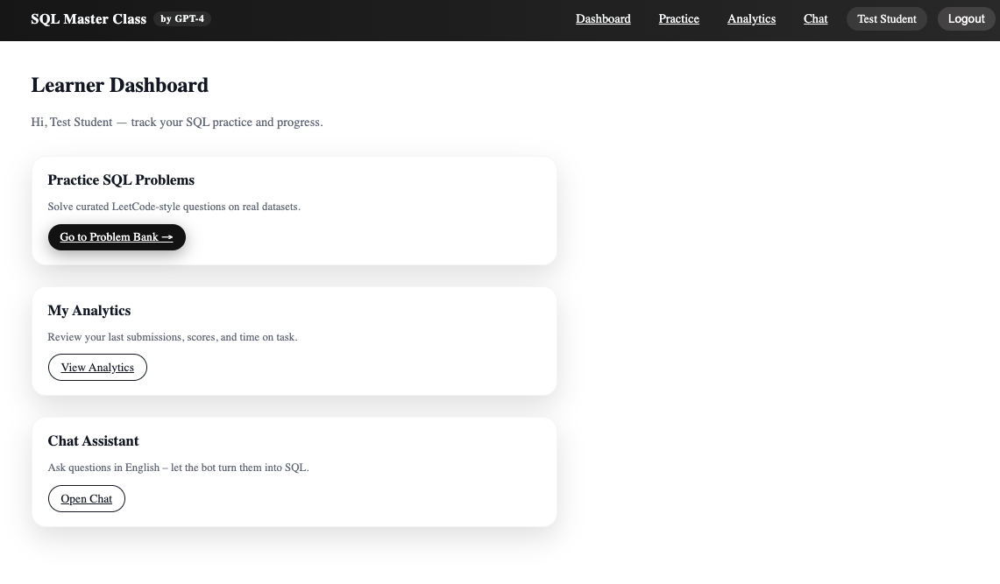 SQL Master Class by GPT-4 Dashboard Practice Analytics Chat Test Student Logout
Learner Dashboard
Hi, Test Student — track your SQL practice and progress.
Practice SQL Problems
Solve curated LeetCode-style questions on real datasets.
Go to Problem Bank →
My Analytics
Review your last submissions, scores, and time on task.
View Analytics
Chat Assistant
Ask questions in English – let the bot turn them into SQL.
Open Chat